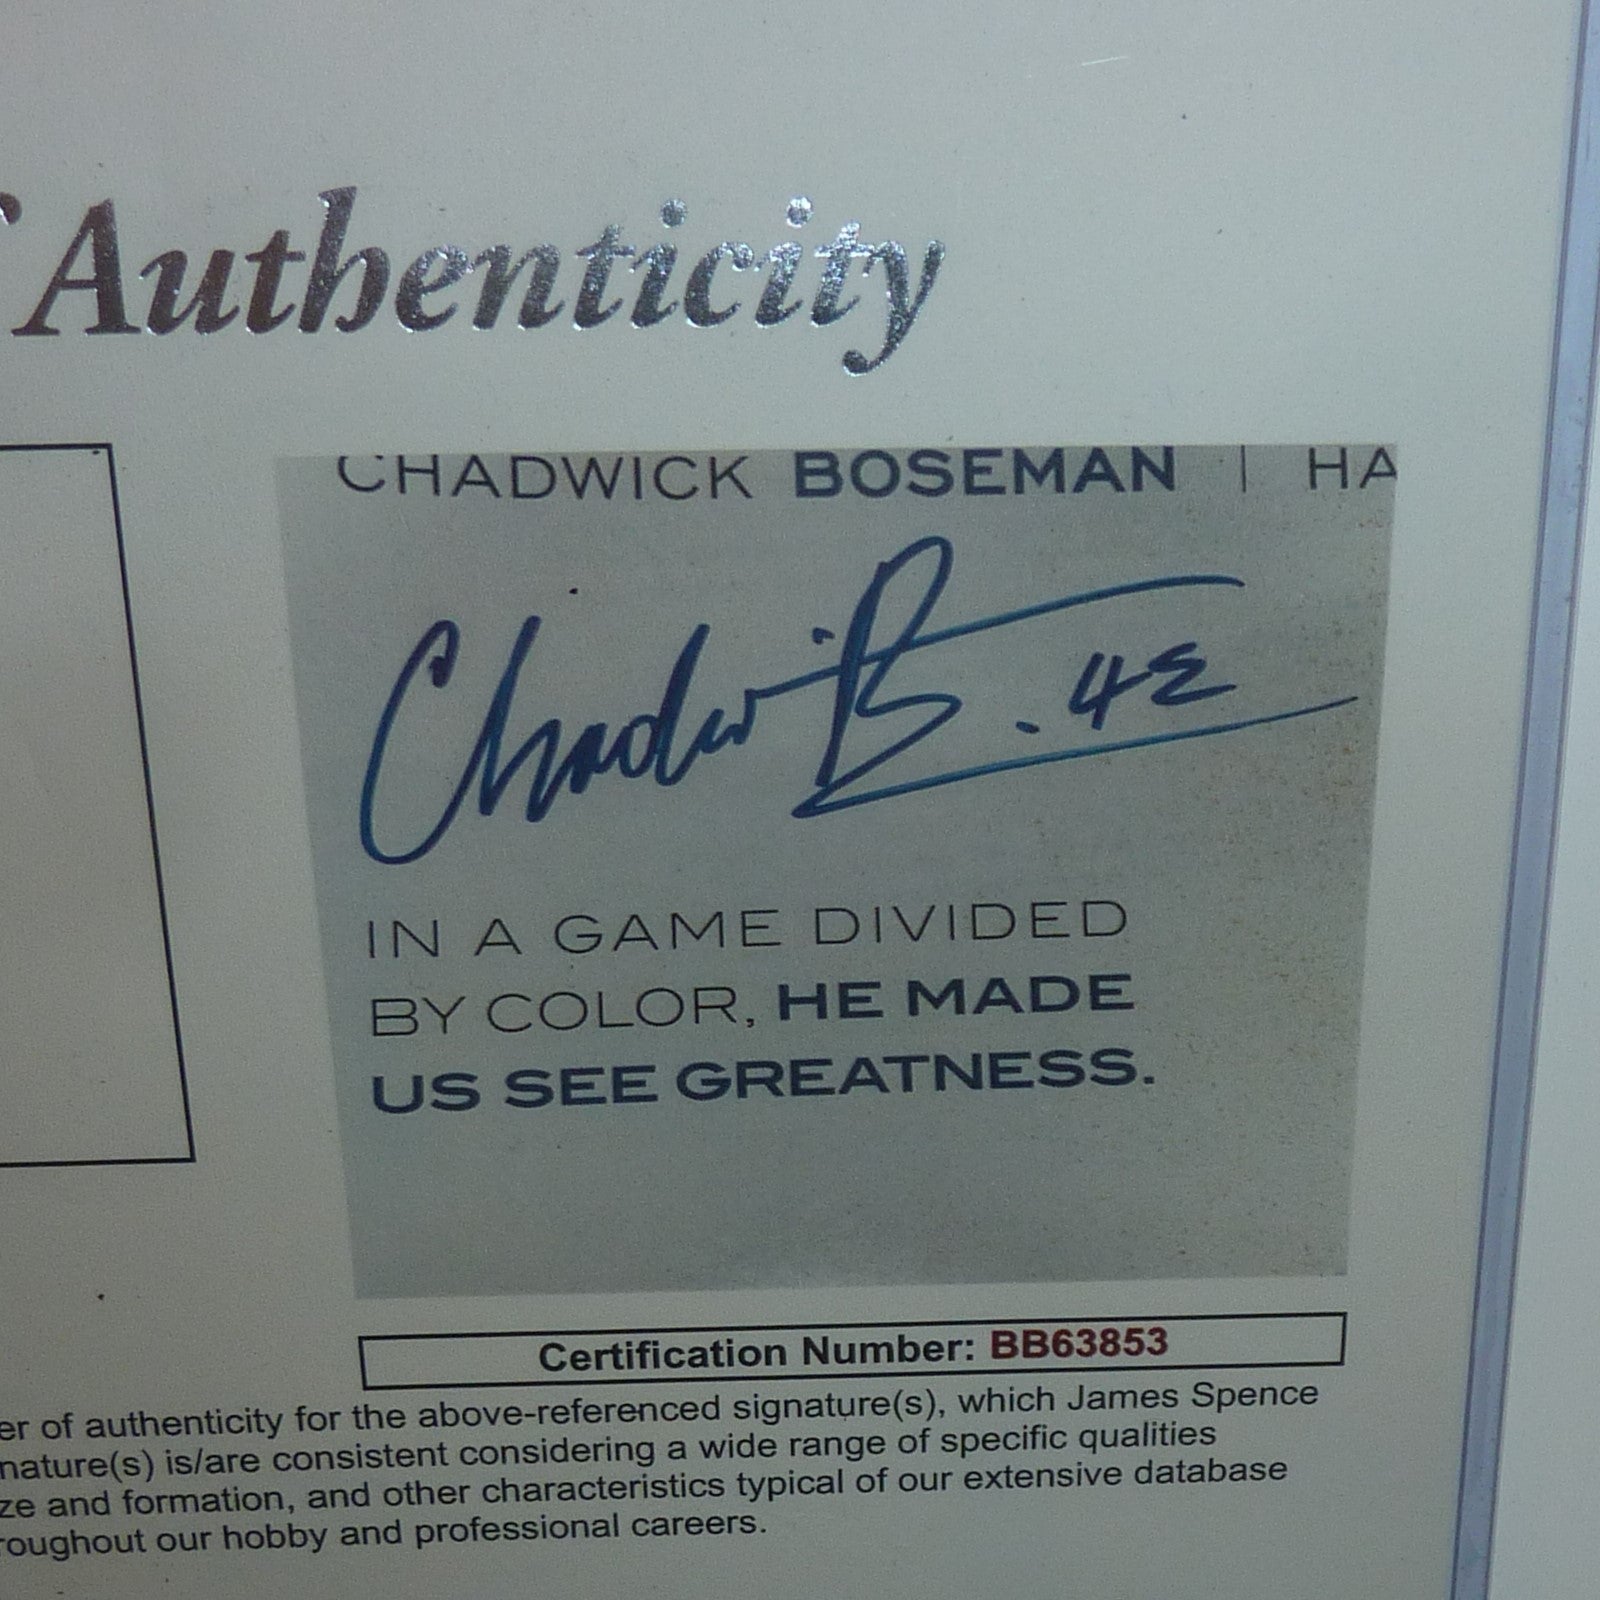 Authenticity
CHADWICK BOSEMAN | HA
Chadwi B. 42
IN A GAME DIVIDED
BY COLOR, HE MADE
US SEE GREATNESS.
Certification Number: BB63853
er of authenticity for the above-referenced signature(s), which James Spence
nature(s) is/are consistent considering a wide range of specific qualities
ze and formation, and other characteristics typical of our extensive database
roughout our hobby and professional careers.